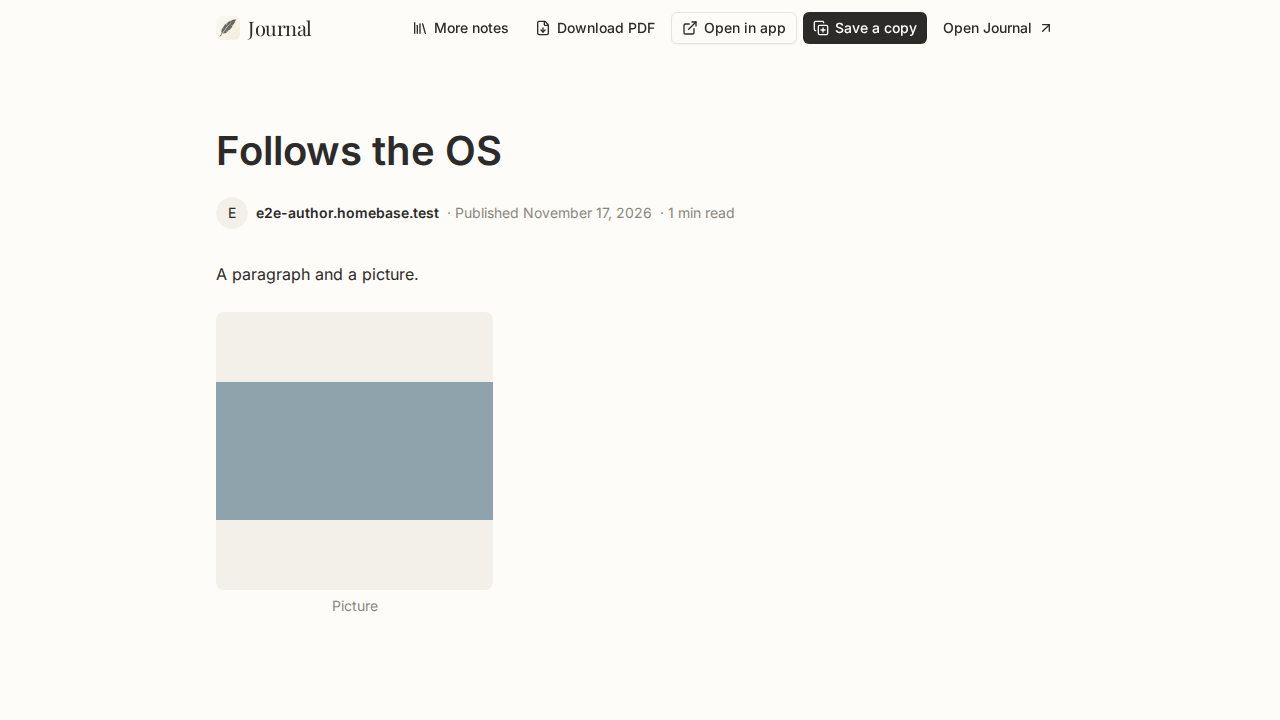 Journal
More notes
Download PDF
Open in app
Save a copy
Open Journal
Follows the OS
E e2e-author.homebase.test · Published November 17, 2026 · 1 min read
A paragraph and a picture.
Picture